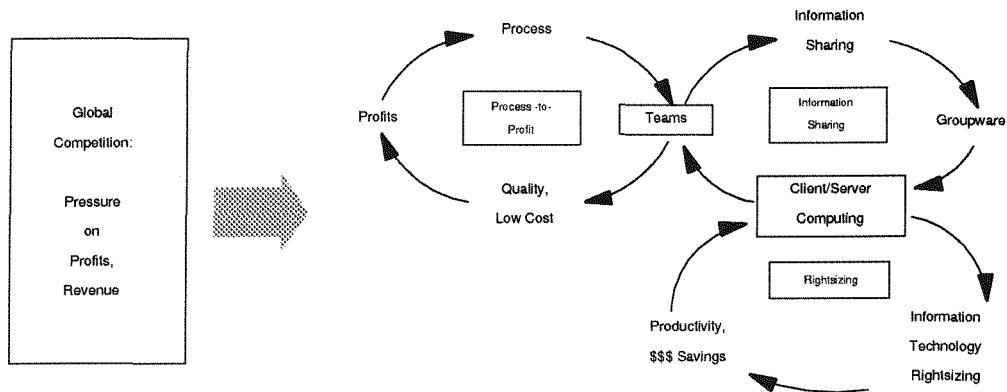 Global
Competition:
Pressure
on
Profits,
Revenue
Process
Profits
Process -to-
Profit
Teams
Quality,
Low Cost
Information
Sharing
Information
Sharing
Groupware
Client/Server
Computing
Rightsizing
Productivity,
$$$ Savings
Information
Technology
Rightsizing